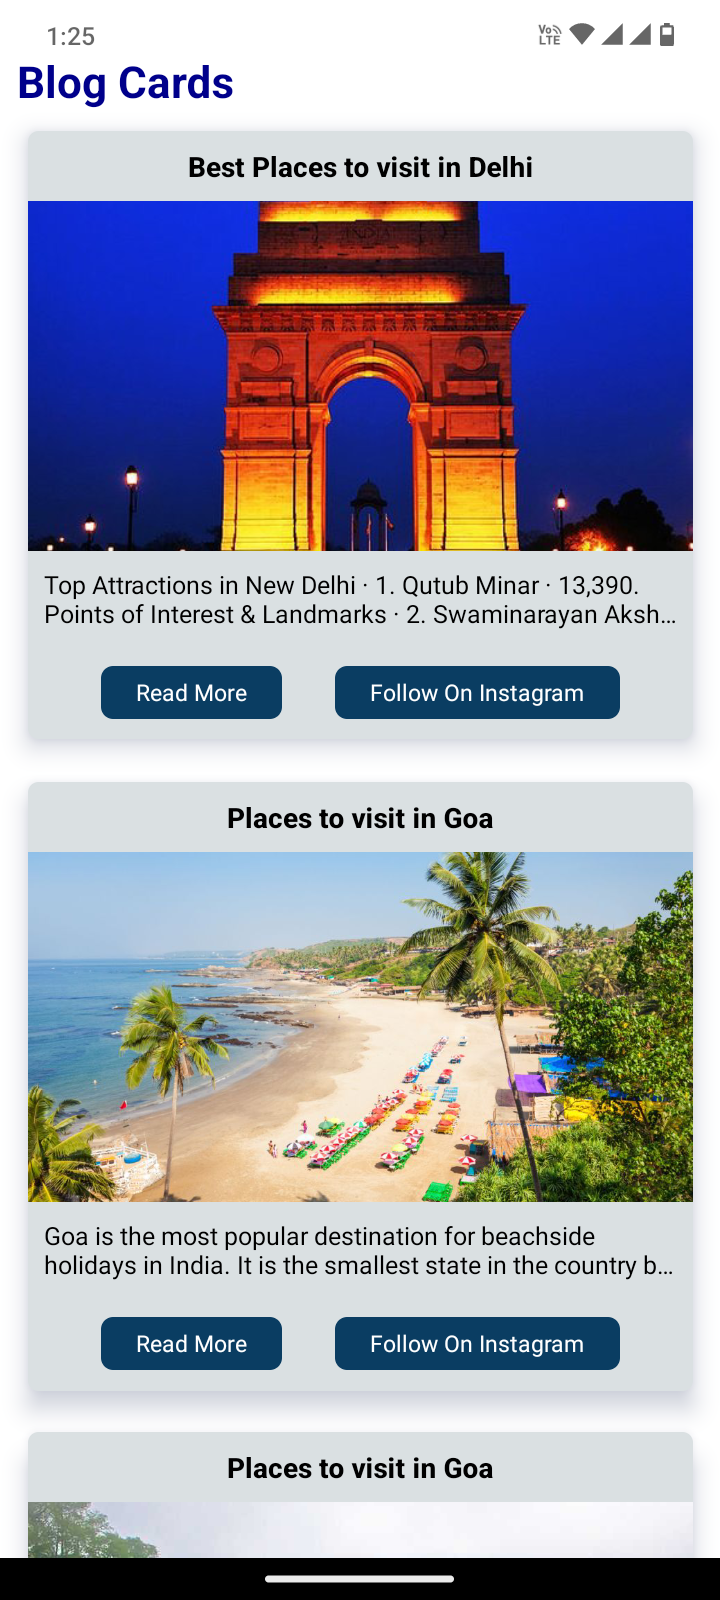 1:25
Vo LTE
Blog Cards
Best Places to visit in Delhi
INDIA
Top Attractions in New Delhi · 1. Qutub Minar · 13,390.
Points of Interest & Landmarks · 2. Swaminarayan Aksh...
Read More
Follow On Instagram
Places to visit in Goa
Goa is the most popular destination for beachside
holidays in India. It is the smallest state in the country b...
Read More
Follow On Instagram
Places to visit in Goa